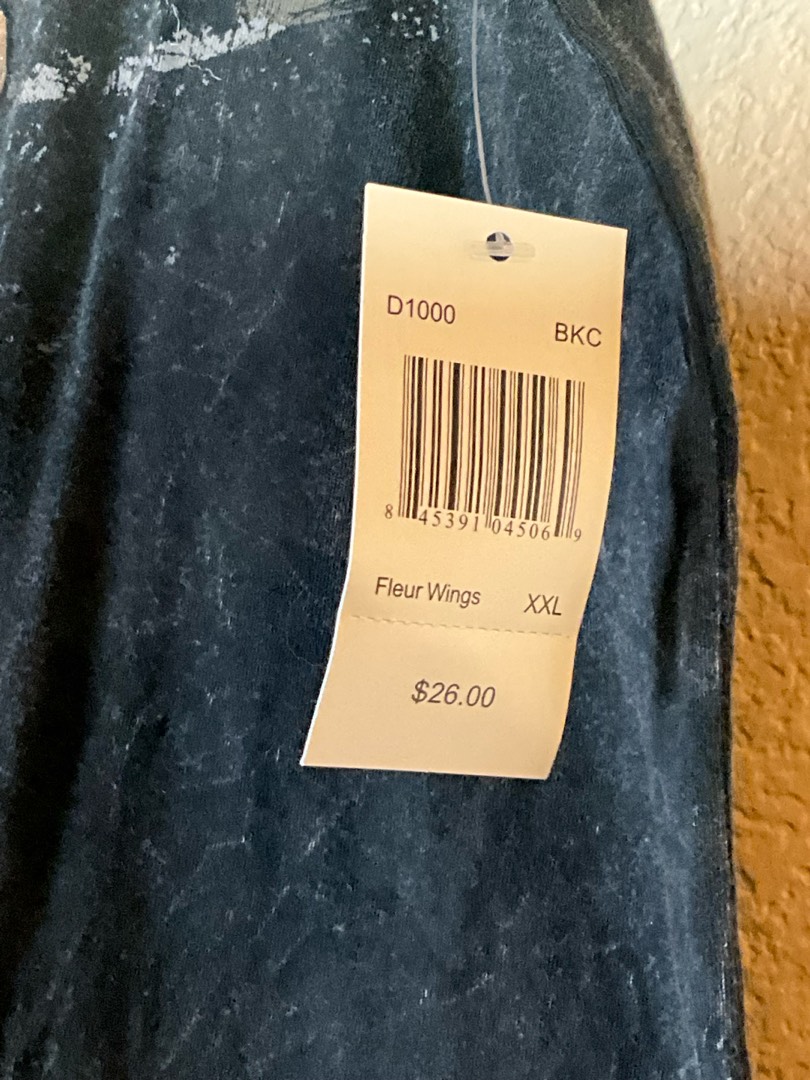 D1000
BKC
8 45391 04506 9
Fleur Wings XXL
$26.00